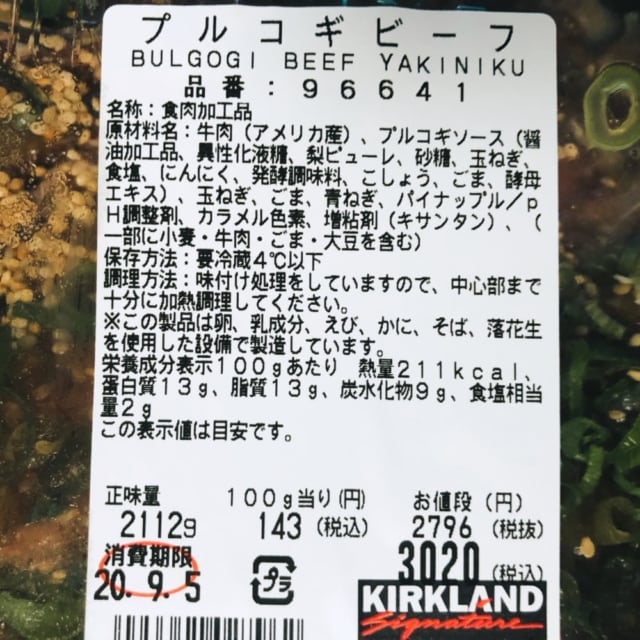 プルコギビーフ
BULGOGI BEEF YAKINIKU
品番：96641
名称：食肉加工品
原材料名：牛肉（アメリカ産）、プルコギソース（醤
油加工品、異性化液糖、梨ピューレ、砂糖、玉ねぎ、
食塩、にんにく、発酵調味料、こしょう、ごま、酵母
エキス）、玉ねぎ、ごま、青ねぎ、パイナップル／p
H調整剤、カラメル色素、増粘剤（キサンタン）、（
一部に小麦・牛肉・ごま・大豆を含む）
保存方法：要冷蔵4℃以下
調理方法：味付け処理をしていますので、中心部まで
十分に加熱調理してください。
※この製品は卵、乳成分、えび、かに、そば、落花生
を使用した設備で製造しています。
栄養成分表示100gあたり 熱量211kcal、
蛋白質13g、脂質13g、炭水化物9g、食塩相当
量2g
この表示値は目安です。
正味量 100g当り(円) お値段（円）
2112g 143（税込） 2796（税抜）
消費期限 3020（税込）
20.9.5 プラ
KIRKLAND
Signature